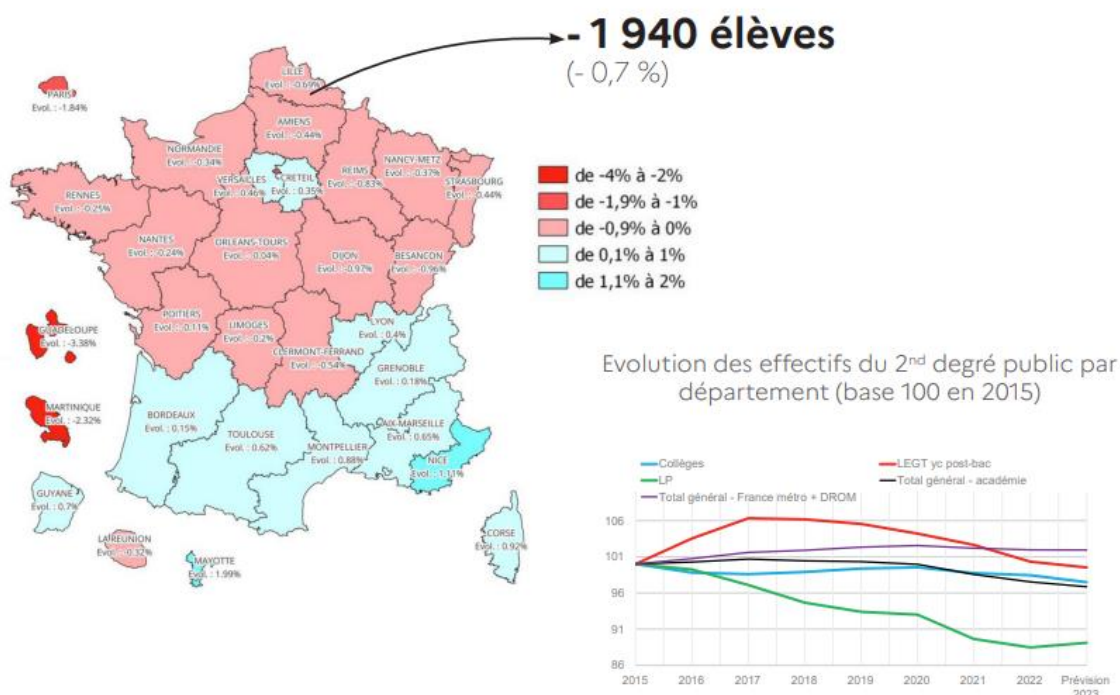 - 1 940 élèves
(- 0,7 %)
LILLE
Evol. : -0.69%
PARIS
Evol. : -1.84%
AMIENS
Evol. : -0.44%
NORMANDIE
Evol. : -0.34%
VERSAILLES
Evol. : -0.46%
CRETEIL
Evol. : 0.35%
REIMS
Evol. : -0.83%
NANCY-METZ
Evol. : -0.37%
STRASBOURG
Evol. : -0.44%
RENNES
Evol. : -0.25%
NANTES
Evol. : -0.24%
ORLEANS-TOURS
Evol. : -0.04%
DIJON
Evol. : -0.97%
BESANCON
Evol. : -0.96%
POITIERS
Evol. : -0.11%
LIMOGES
Evol. : -0.2%
CLERMONT-FERRAND
Evol. : -0.54%
LYON
Evol. : 0.4%
GRENOBLE
Evol. : 0.18%
GUADELOUPE
Evol. : -3.38%
MARTINIQUE
Evol. : -2.32%
BORDEAUX
Evol. : 0.15%
TOULOUSE
Evol. : 0.62%
MONTPELLIER
Evol. : 0.88%
AIX-MARSEILLE
Evol. : 0.65%
NICE
Evol. : 1.11%
GUYANE
Evol. : 0.7%
LA REUNION
Evol. : -0.32%
MAYOTTE
Evol. : 1.99%
CORSE
Evol. : 0.92%
de -4% à -2%
de -1,9% à -1%
de -0,9% à 0%
de 0,1% à 1%
de 1,1% à 2%
Evolution des effectifs du 2nd degré public par
département (base 100 en 2015)
Collèges
LEGT yc post-bac
LP
Total général - académie
Total général - France métro + DROM
106
101
96
91
86
2015 2016 2017 2018 2019 2020 2021 2022 Prévision
2023